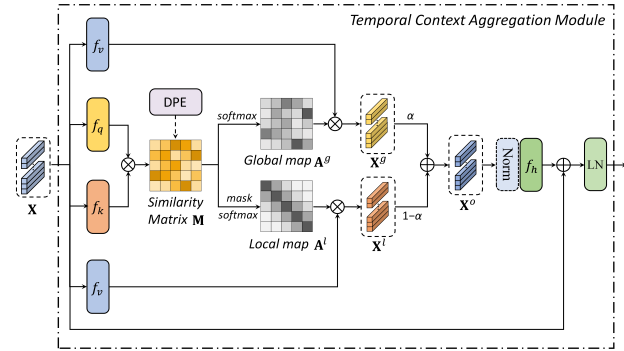 Temporal Context Aggregation Module
f_v
DPE
f_q
softmax
α
Global map A^g
X^g
Norm
f_h
LN
X
f_k
Similarity
Matrix M
mask
softmax
X^o
1−α
Local map A^l
X^l
f_v